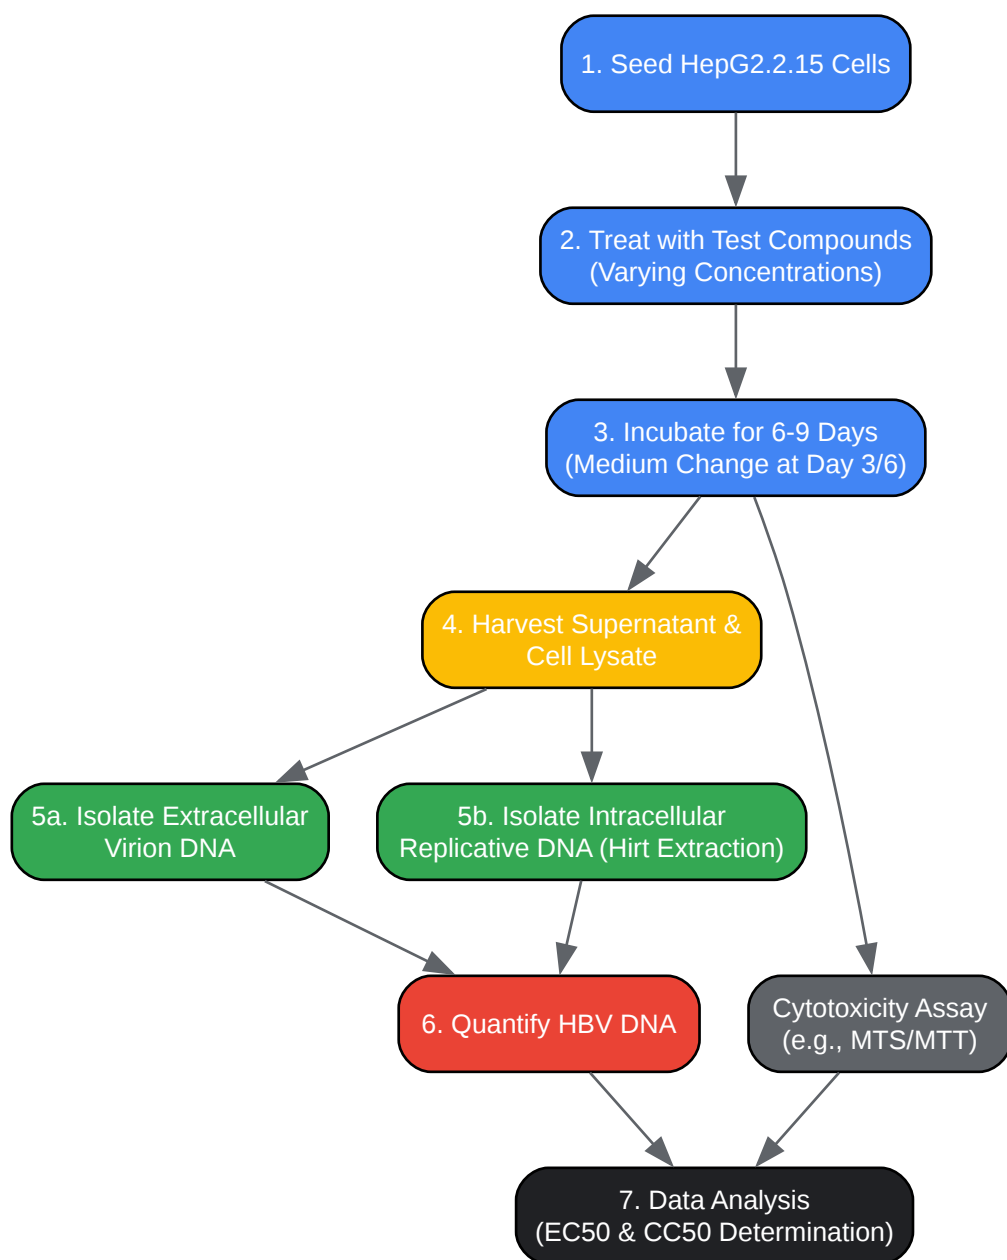 1. Seed HepG2.2.15 Cells
2. Treat with Test Compounds
(Varying Concentrations)
3. Incubate for 6-9 Days
(Medium Change at Day 3/6)
4. Harvest Supernatant &
Cell Lysate
5a. Isolate Extracellular
Virion DNA
5b. Isolate Intracellular
Replicative DNA (Hirt Extraction)
6. Quantify HBV DNA
Cytotoxicity Assay
(e.g., MTS/MTT)
7. Data Analysis
(EC50 & CC50 Determination)